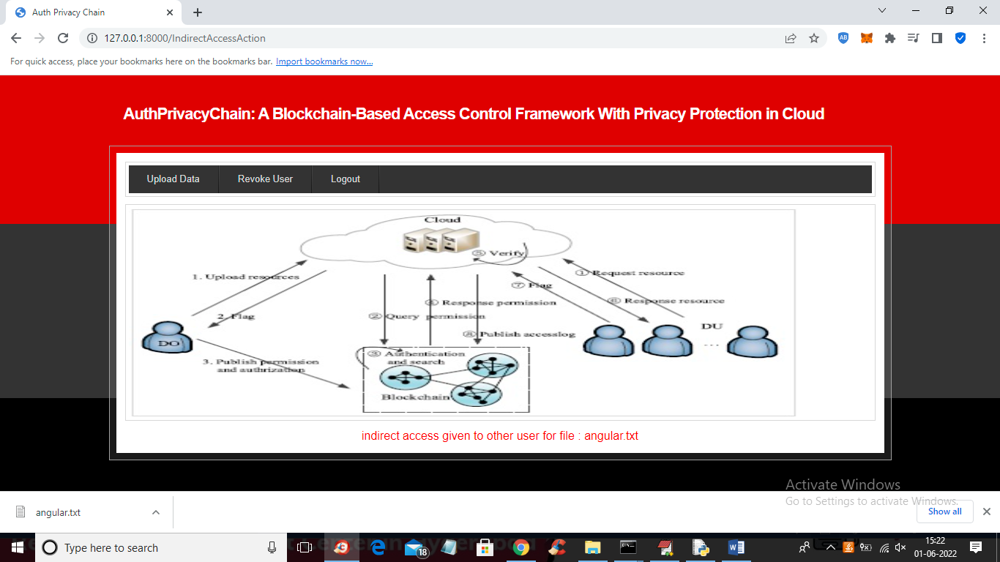 Auth Privacy Chain
127.0.0.1:8000/IndirectAccessAction
AB
For quick access, place your bookmarks here on the bookmarks bar. Import bookmarks now...
AuthPrivacyChain: A Blockchain-Based Access Control Framework With Privacy Protection in Cloud
Upload Data Revoke User Logout
Cloud
⑤ Verify
1. Upload resources
① Request resource
⑦ Flag
④ Response permission
⑥ Response resource
2. Flag
② Query permission
DU
⑧ Publish accesslog
...
DO
③ Authentication
and search
3. Publish permission
and authrization
Blockchain
indirect access given to other user for file : angular.txt
Activate Windows
Go to Settings to activate Windows.
angular.txt
Show all
Type here to search
18
15:22
01-06-2022